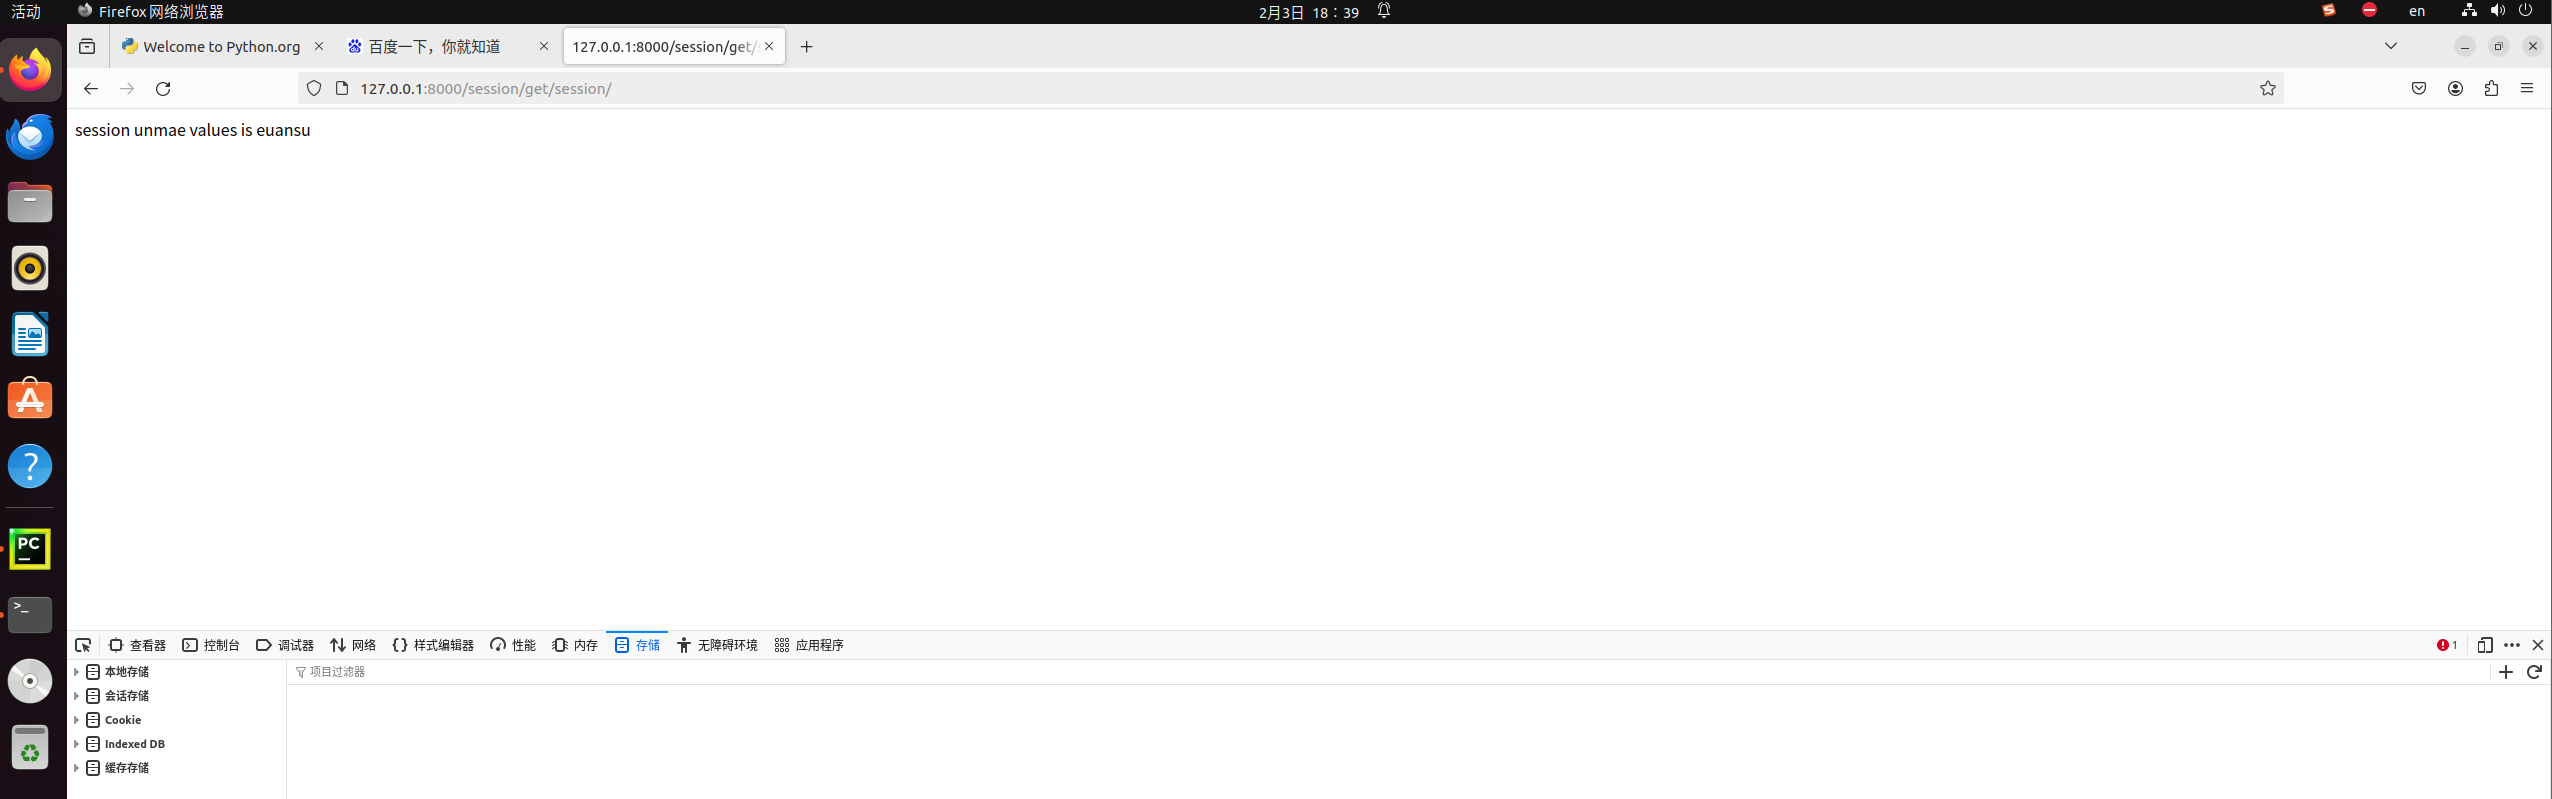 活动
Firefox 网络浏览器
2月3日 18：39
en
Welcome to Python.org
百度一下，你就知道
127.0.0.1:8000/session/get/s
127.0.0.1:8000/session/get/session/
session unmae values is euansu
PC
>_
?
查看器
控制台
调试器
网络
样式编辑器
性能
内存
存储
无障碍环境
应用程序
1
本地存储
项目过滤器
会话存储
Cookie
Indexed DB
缓存存储